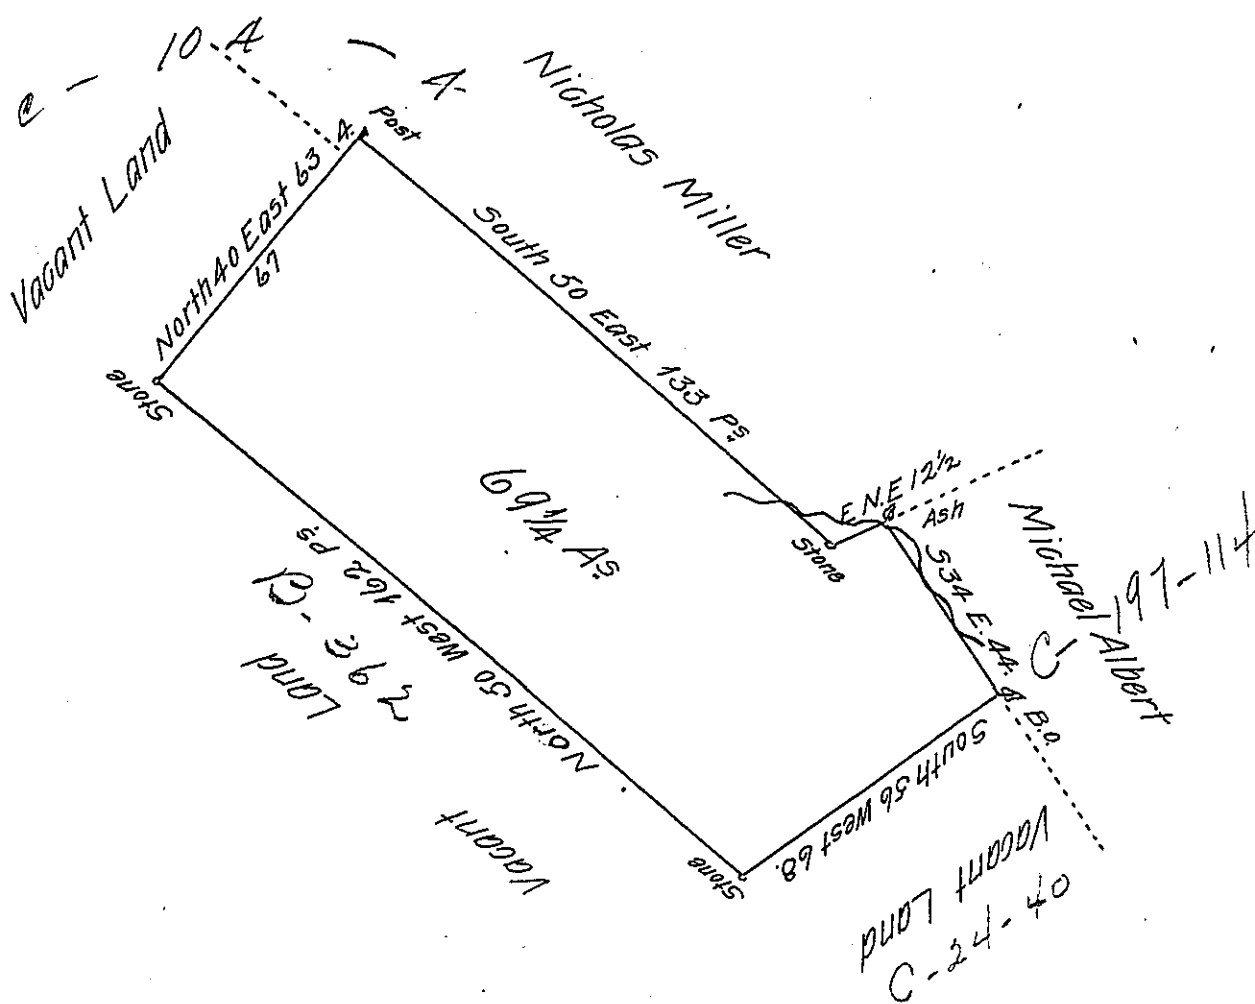 C - 10 A - A
Vacant Land
Nicholas Miller
A. Post
North 40 East 63
67
South 50 East 133 Ps
Stone
E.N.E 12½
Ash
Stone
69¼ As
S 34 E. 44.
Michael Albert
C-197-114
B.O.
South 56 West 68.
Stone
North 50 West 162 Ps
Vacant
Land
Vacant Land
C-24-40